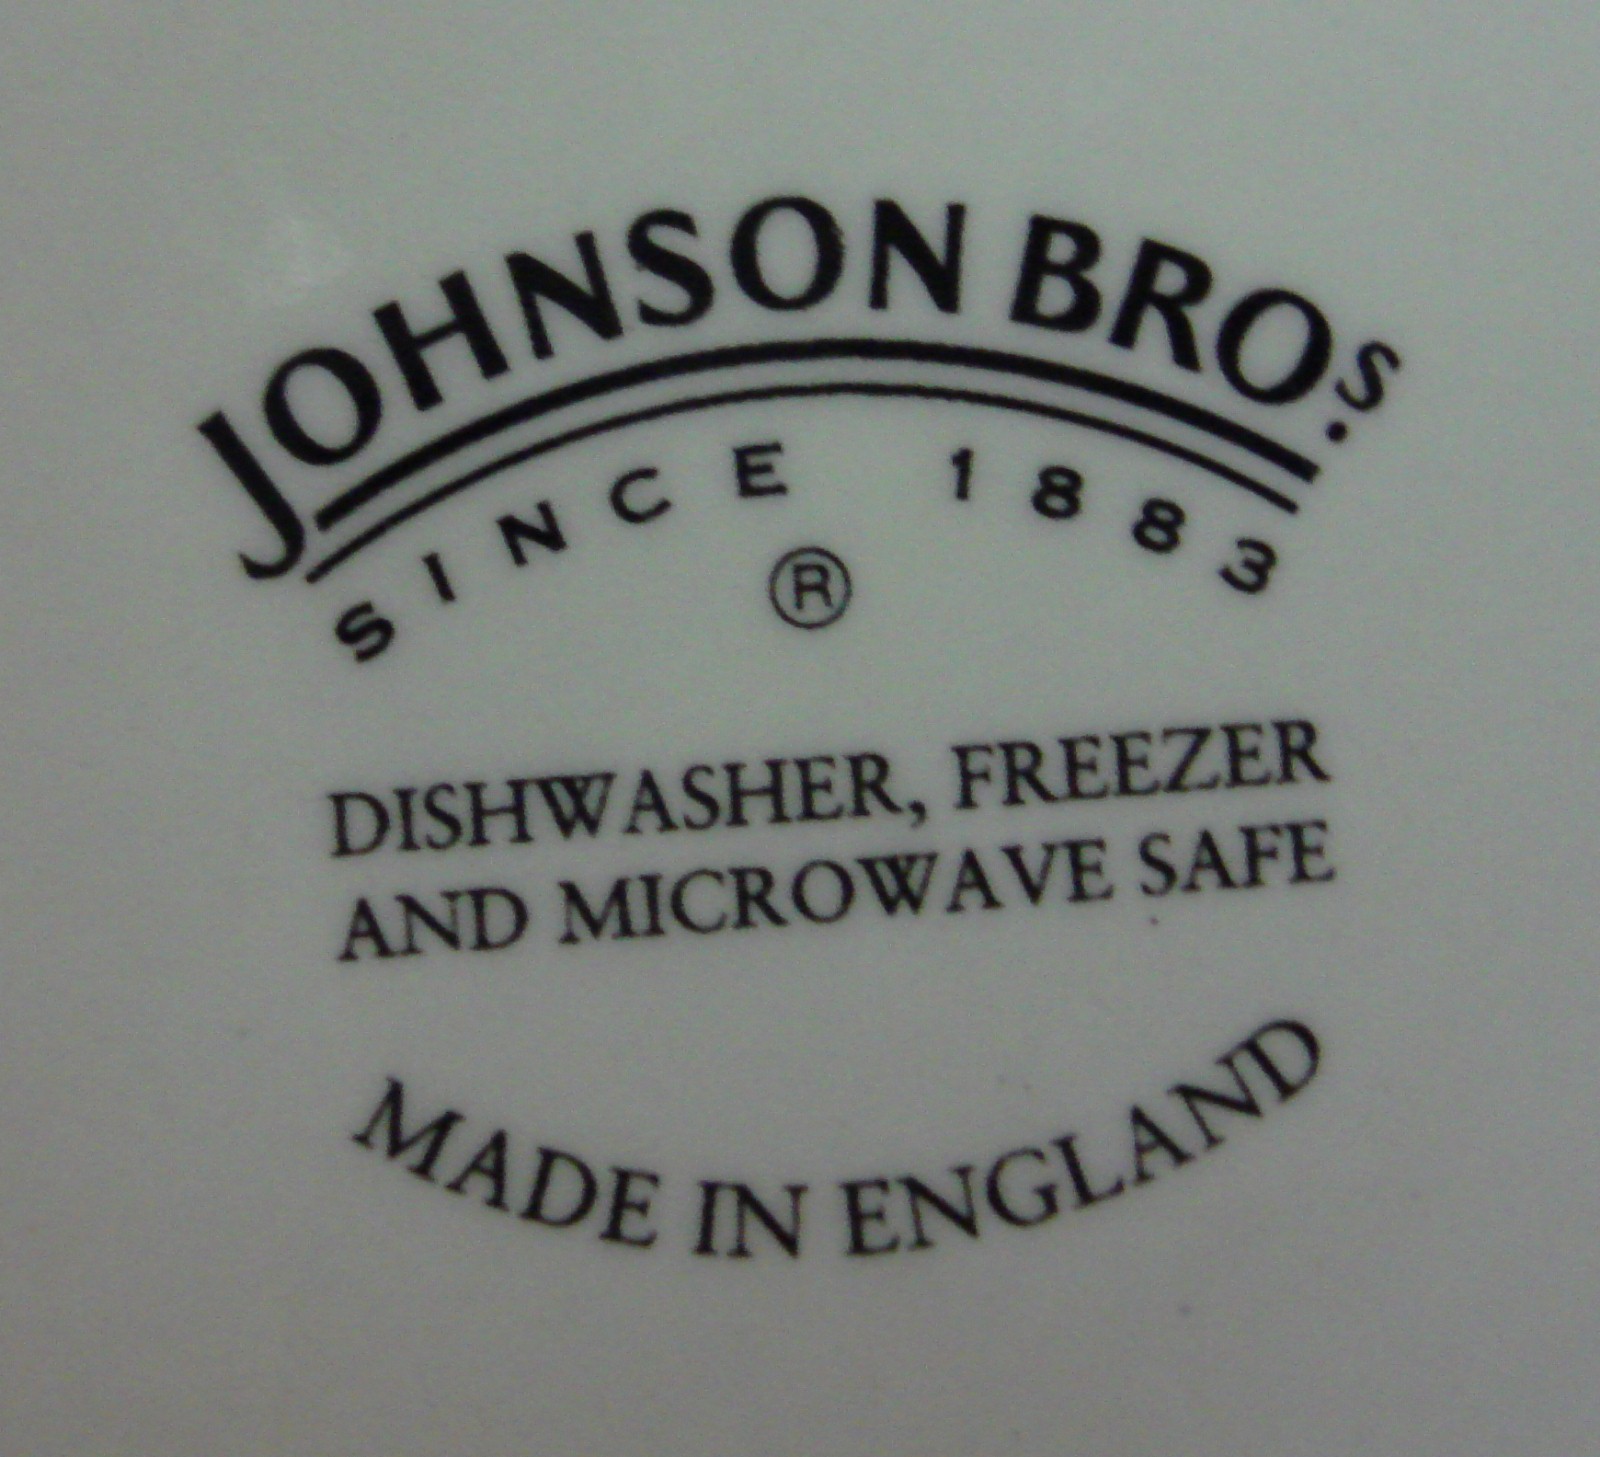 JOHNSON BROS.
SINCE 1883
®
DISHWASHER, FREEZER
AND MICROWAVE SAFE
MADE IN ENGLAND